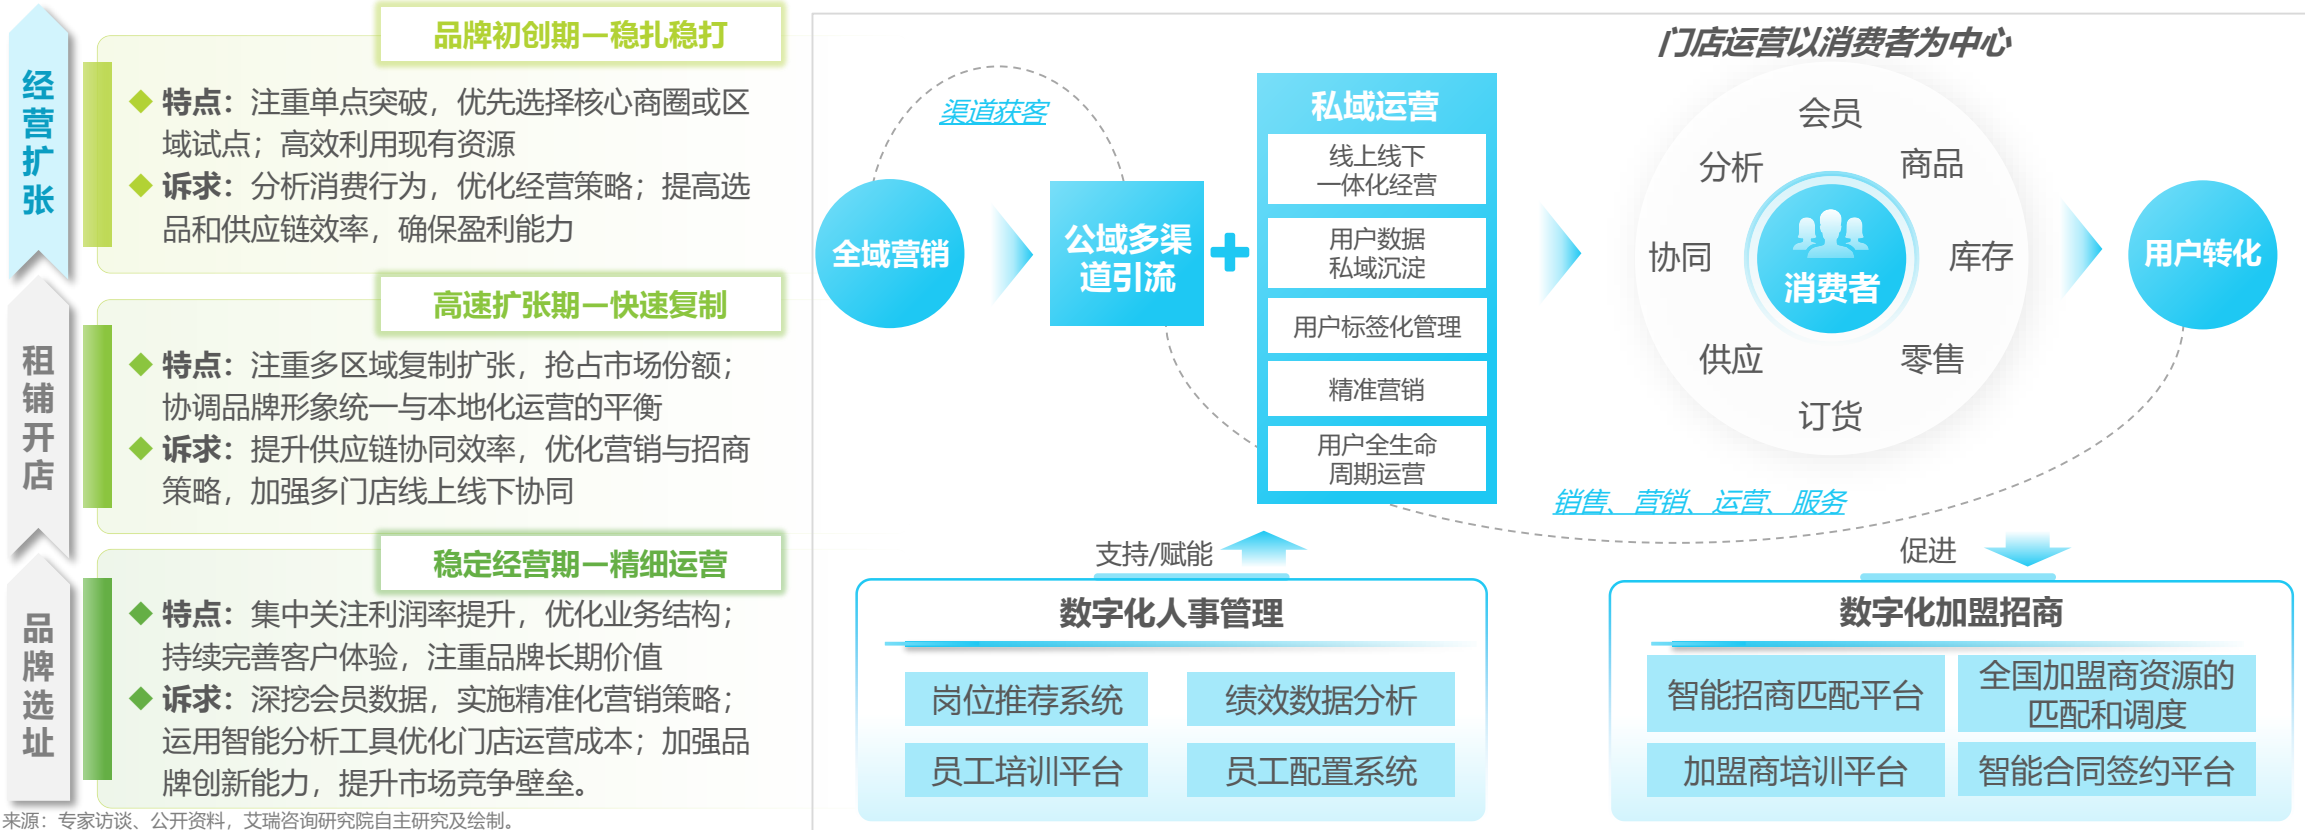 经营扩张
租铺开店
品牌选址
品牌初创期—稳扎稳打
特点：注重单点突破，优先选择核心商圈或区
域试点；高效利用现有资源
诉求：分析消费行为，优化经营策略；提高选
品和供应链效率，确保盈利能力
高速扩张期—快速复制
特点：注重多区域复制扩张，抢占市场份额；
协调品牌形象统一与本地化运营的平衡
诉求：提升供应链协同效率，优化营销与招商
策略，加强多门店线上线下协同
稳定经营期—精细运营
特点：集中关注利润率提升，优化业务结构；
持续完善客户体验，注重品牌长期价值
诉求：深挖会员数据，实施精准化营销策略；
运用智能分析工具优化门店运营成本；加强品
牌创新能力，提升市场竞争壁垒。
来源：专家访谈、公开资料，艾瑞咨询研究院自主研究及绘制。
渠道获客
全域营销
公域多渠
道引流
私域运营
线上线下
一体化经营
用户数据
私域沉淀
用户标签化管理
精准营销
用户全生命
周期运营
门店运营以消费者为中心
会员
商品
库存
零售
订货
供应
协同
分析
消费者
用户转化
销售、营销、运营、服务
支持/赋能
数字化人事管理
岗位推荐系统
绩效数据分析
员工培训平台
员工配置系统
促进
数字化加盟招商
智能招商匹配平台
全国加盟商资源的
匹配和调度
加盟商培训平台
智能合同签约平台